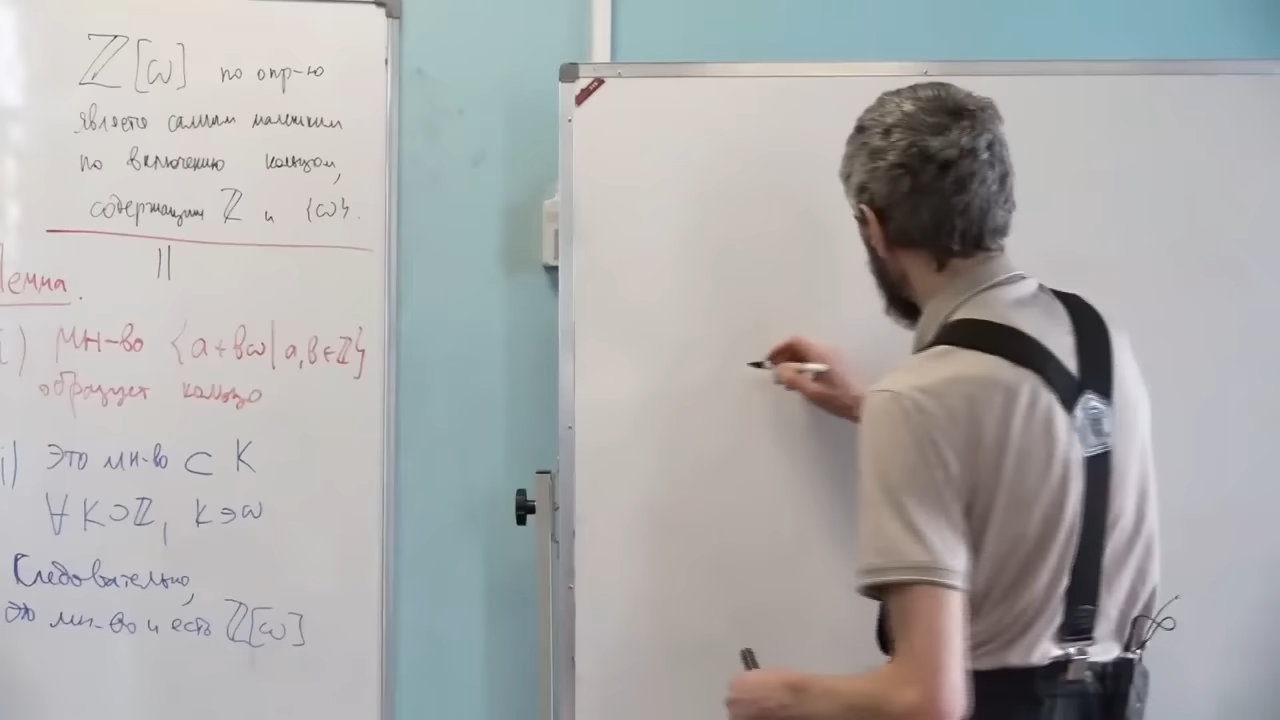 ℤ[ω] по опр-ю
является самым маленьким
по включению кольцом,
содержащим ℤ и {ω}.
||
Лемма.
i) мн-во {a+bω|a,b∈ℤ}
образует кольцо
i) Это мн-во ⊂ K
∀ K⊃ℤ, K∋ω
Следовательно,
это мн-во и есть ℤ[ω]